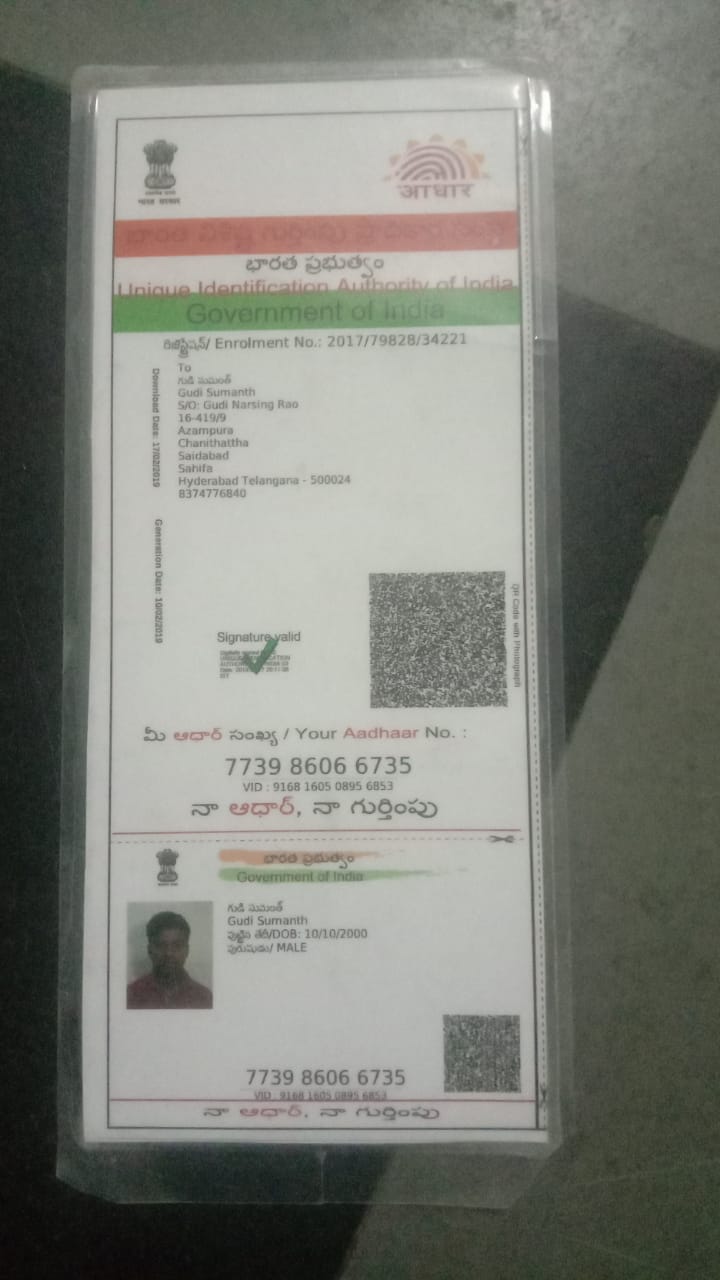 भारत सरकार
आधार
భారత ప్రభుత్వం
Unique Identification Authority of India
Government of India
రిజిస్ట్రేషన్/ Enrolment No.: 2017/79828/34221
To
గుడి సుమంత్
Gudi Sumanth
S/O: Gudi Narsing Rao
16-419/9
Azampura
Chanithattha
Saidabad
Sahifa
Hyderabad Telangana - 500024
8374776840
Download Date: 17/02/2019
Generation Date: 10/02/2019
QR Code with Photograph
Signature valid
మీ ఆధార్ సంఖ్య / Your Aadhaar No. :
7739 8606 6735
VID : 9168 1605 0895 6853
నా ఆధార్, నా గుర్తింపు
భారత ప్రభుత్వం
Government of India
గుడి సుమంత్
Gudi Sumanth
పుట్టిన తేదీ/DOB: 10/10/2000
పురుషుడు/ MALE
7739 8606 6735
VID : 9168 1605 0895 6853
నా ఆధార్, నా గుర్తింపు